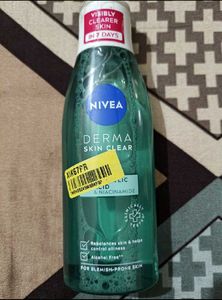 VISIBLY
CLEARER
SKIN
IN 7 DAYS
NIVEA
DERMA
SKIN CLEAR
ACID
& NIACINAMIDE
Rebalances skin & helps
control oiliness
Alcohol Free**
FOR BLEMISH-PRONE SKIN